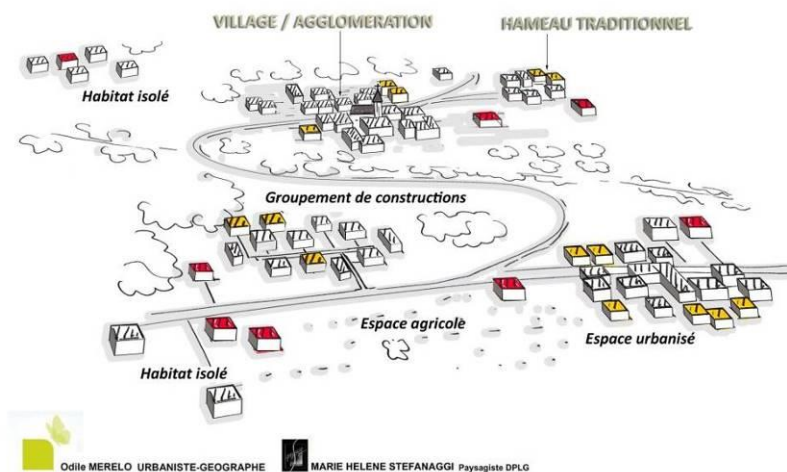 VILLAGE / AGGLOMERATION
HAMEAU TRADITIONNEL
Habitat isolé
Groupement de constructions
Espace agricole
Espace urbanisé
Habitat isolé
Odile MERELO URBANISTE-GEOGRAPHE
MARIE HELENE STEFANAGGI Paysagiste DPLG